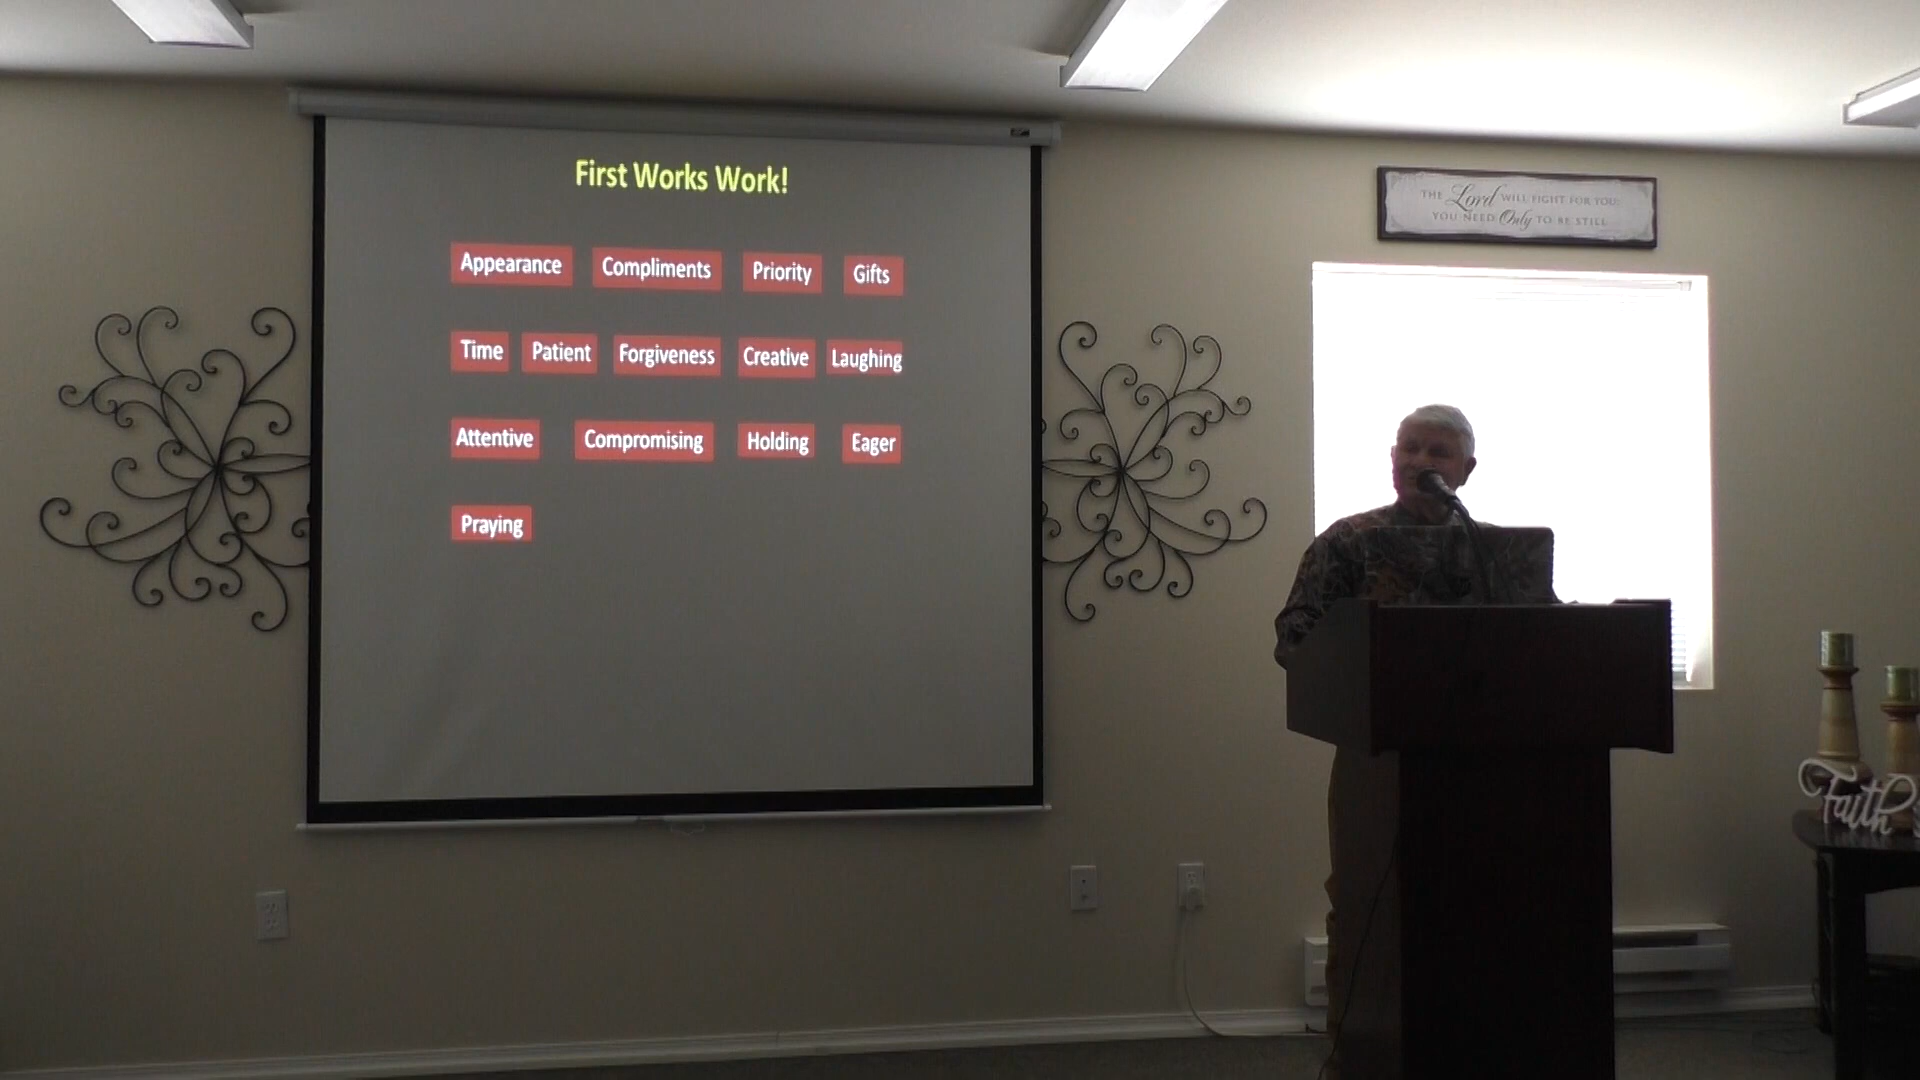 First Works Work!
Appearance Compliments Priority Gifts
Time Patient Forgiveness Creative Laughing
Attentive Compromising Holding Eager
Praying
THE Lord WILL FIGHT FOR YOU;
YOU NEED Only TO BE STILL
Faith